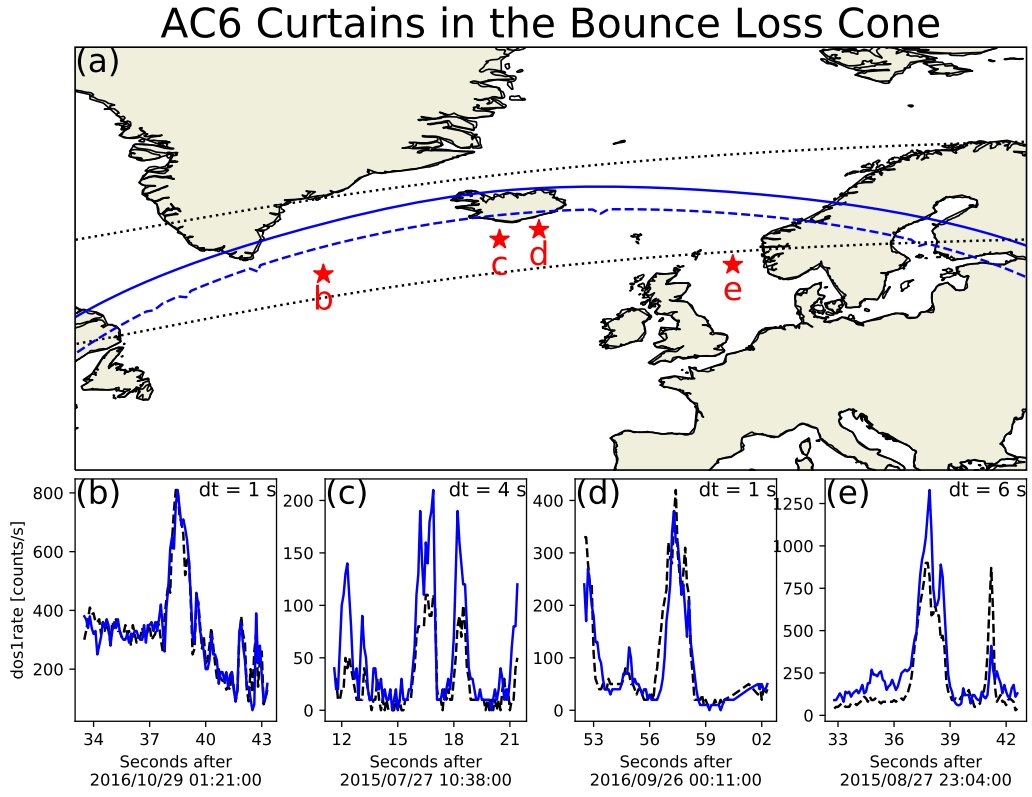 AC6 Curtains in the Bounce Loss Cone
(a)
b
c
d
e
(b)
dt = 1 s
(c)
dt = 4 s
(d)
dt = 1 s
(e)
dt = 6 s
dos1rate [counts/s]
800
600
400
200
34 37 40 43
Seconds after
2016/10/29 01:21:00
200
150
100
50
0
12 15 18 21
Seconds after
2015/07/27 10:38:00
400
300
200
100
0
53 56 59 02
Seconds after
2016/09/26 00:11:00
1250
1000
750
500
250
0
33 36 39 42
Seconds after
2015/08/27 23:04:00